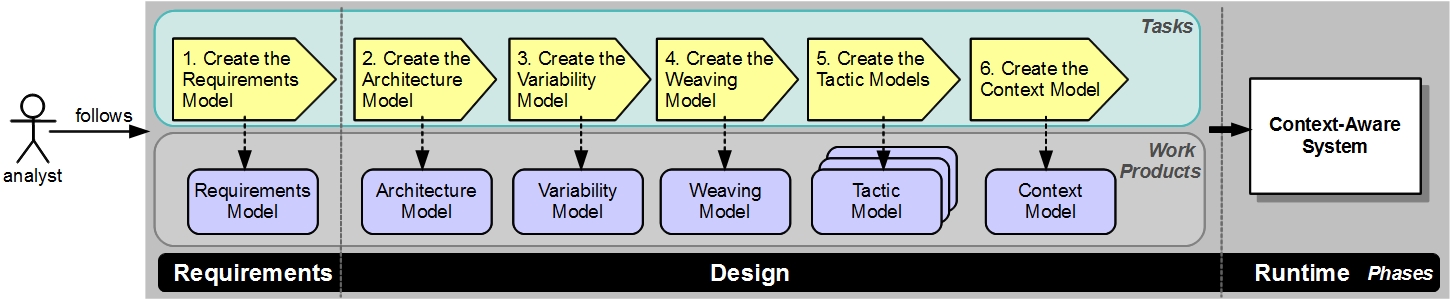 Tasks
1. Create the
Requirements
Model
2. Create the
Architecture
Model
3. Create the
Variability
Model
4. Create the
Weaving
Model
5. Create the
Tactic Models
6. Create the
Context Model
follows
analyst
Context-Aware
System
Work
Products
Requirements
Model
Architecture
Model
Variability
Model
Weaving
Model
Tactic
Model
Context
Model
Requirements
Design
Runtime
Phases